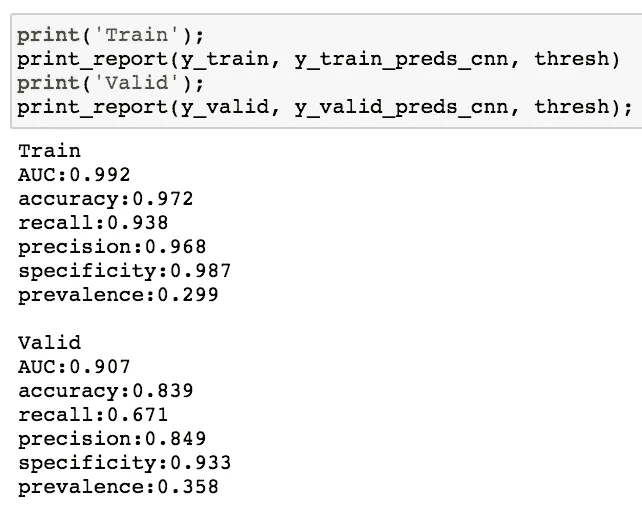 print('Train');
print_report(y_train, y_train_preds_cnn, thresh)
print('Valid');
print_report(y_valid, y_valid_preds_cnn, thresh);
Train
AUC:0.992
accuracy:0.972
recall:0.938
precision:0.968
specificity:0.987
prevalence:0.299
Valid
AUC:0.907
accuracy:0.839
recall:0.671
precision:0.849
specificity:0.933
prevalence:0.358